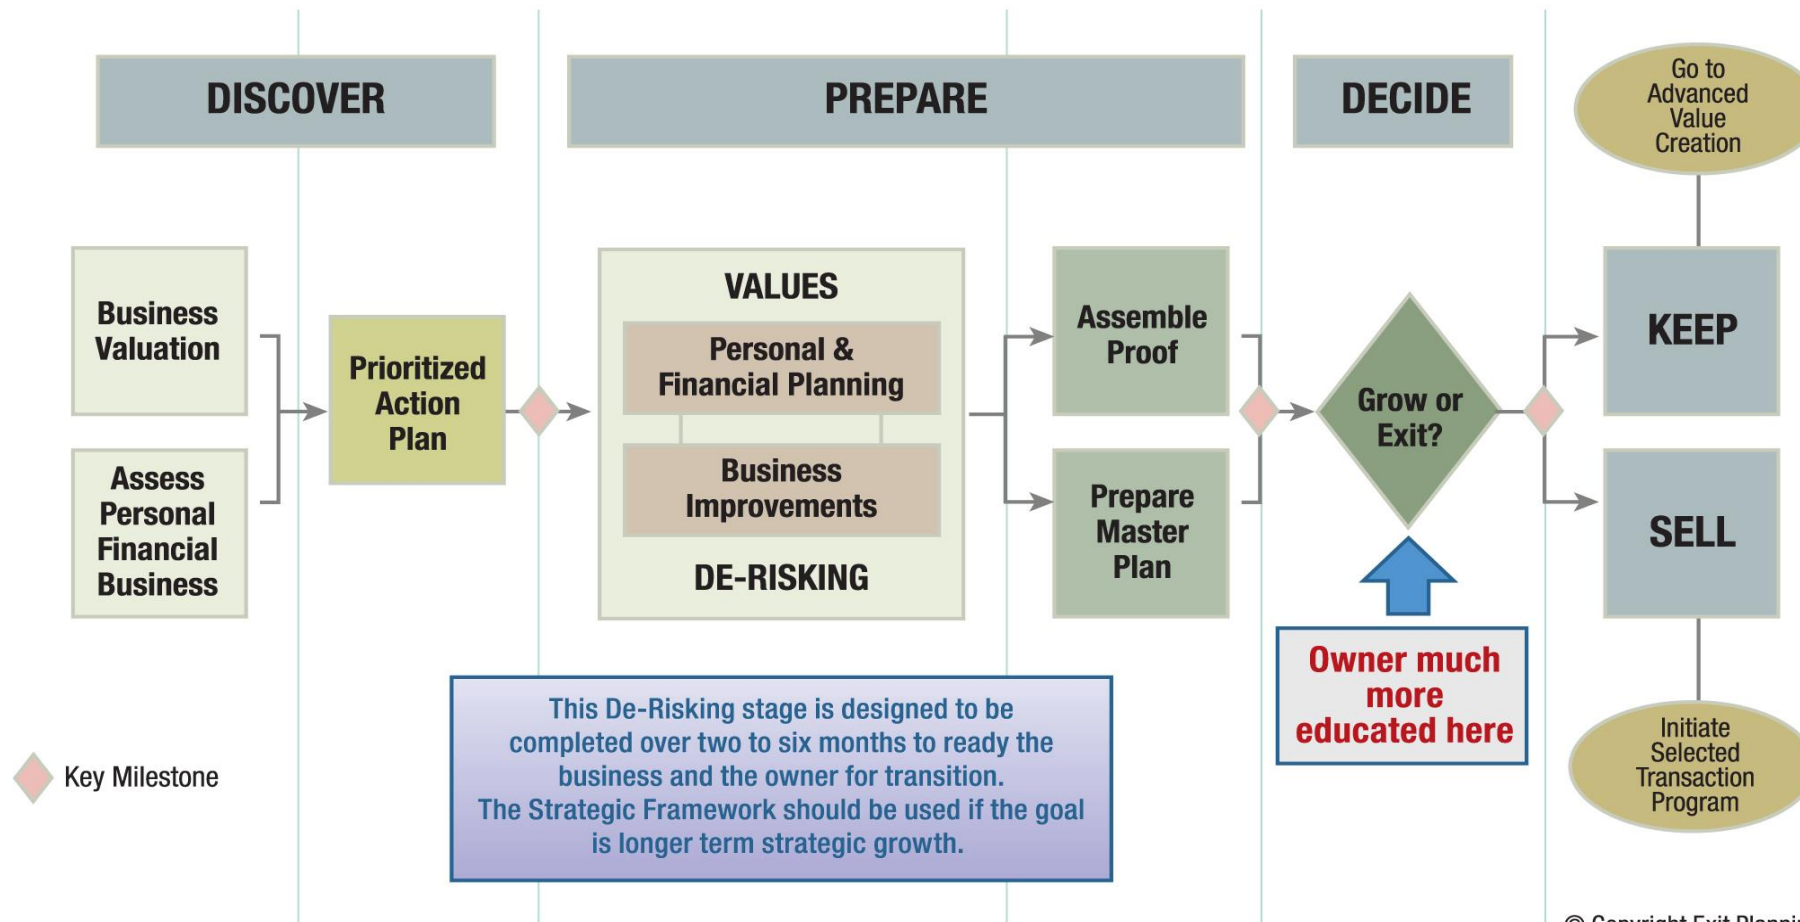 DISCOVER
PREPARE
DECIDE
Go to
Advanced
Value
Creation
Business
Valuation
Assess
Personal
Financial
Business
Prioritized
Action
Plan
VALUES
Personal &
Financial Planning
Business
Improvements
DE-RISKING
Assemble
Proof
Prepare
Master
Plan
Grow or
Exit?
KEEP
SELL
Owner much
more
educated here
Initiate
Selected
Transaction
Program
This De-Risking stage is designed to be
completed over two to six months to ready the
business and the owner for transition.
The Strategic Framework should be used if the goal
is longer term strategic growth.
Key Milestone
© Copyright Exit Plannin